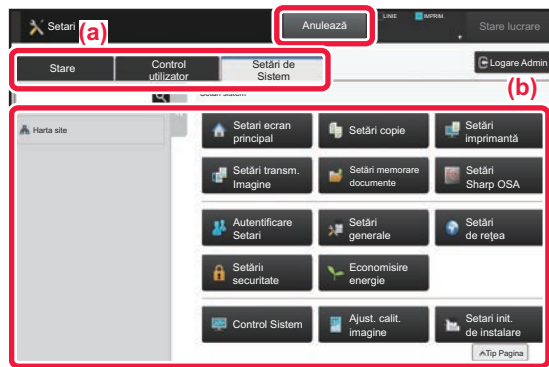 Setari
(a)
Anulează
LINIE
IMPRIM.
Stare lucrare
Stare
Control
utilizator
Setări de
Sistem
Logare Admin
(b)
Harta site
Setari ecran
principal
Setări copie
Setări
imprimantă
Setări transm.
Imagine
Setări memorare
documente
Setări
Sharp OSA
Autentificare
Setari
Setări
generale
Setări
de rețea
Setării
securitate
Economisire
energie
Control Sistem
Ajust. calit.
imagine
Setari init.
de instalare
Tip Pagina